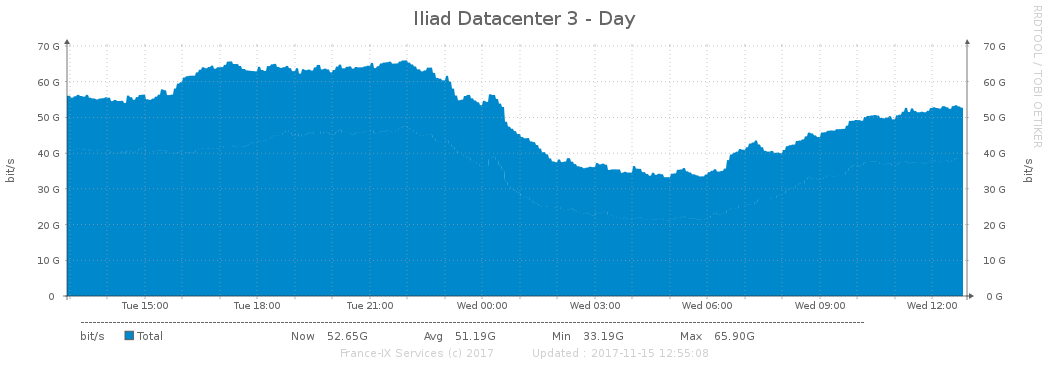 Iliad Datacenter 3 - Day
RRDTOOL / TOBI OETIKER
70 G 70 G
60 G 60 G
50 G 50 G
40 G 40 G
30 G 30 G
20 G 20 G
10 G 10 G
0 0 G
bit/s bit/s
Tue 15:00 Tue 18:00 Tue 21:00 Wed 00:00 Wed 03:00 Wed 06:00 Wed 09:00 Wed 12:00
bit/s Total Now 52.65G Avg 51.19G Min 33.19G Max 65.90G
France-IX Services (c) 2017 Updated : 2017-11-15 12:55:08